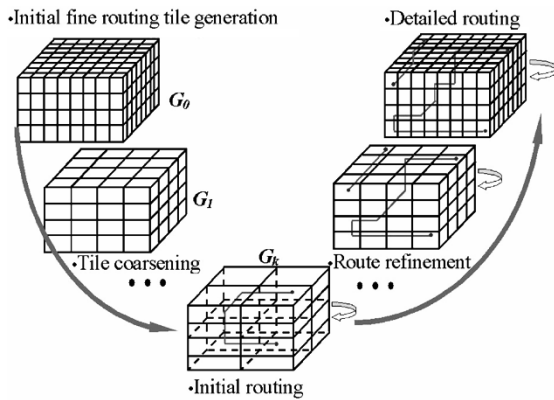 •Initial fine routing tile generation
•Detailed routing
G0
G1
Gk
•Tile coarsening
•Route refinement
•Initial routing